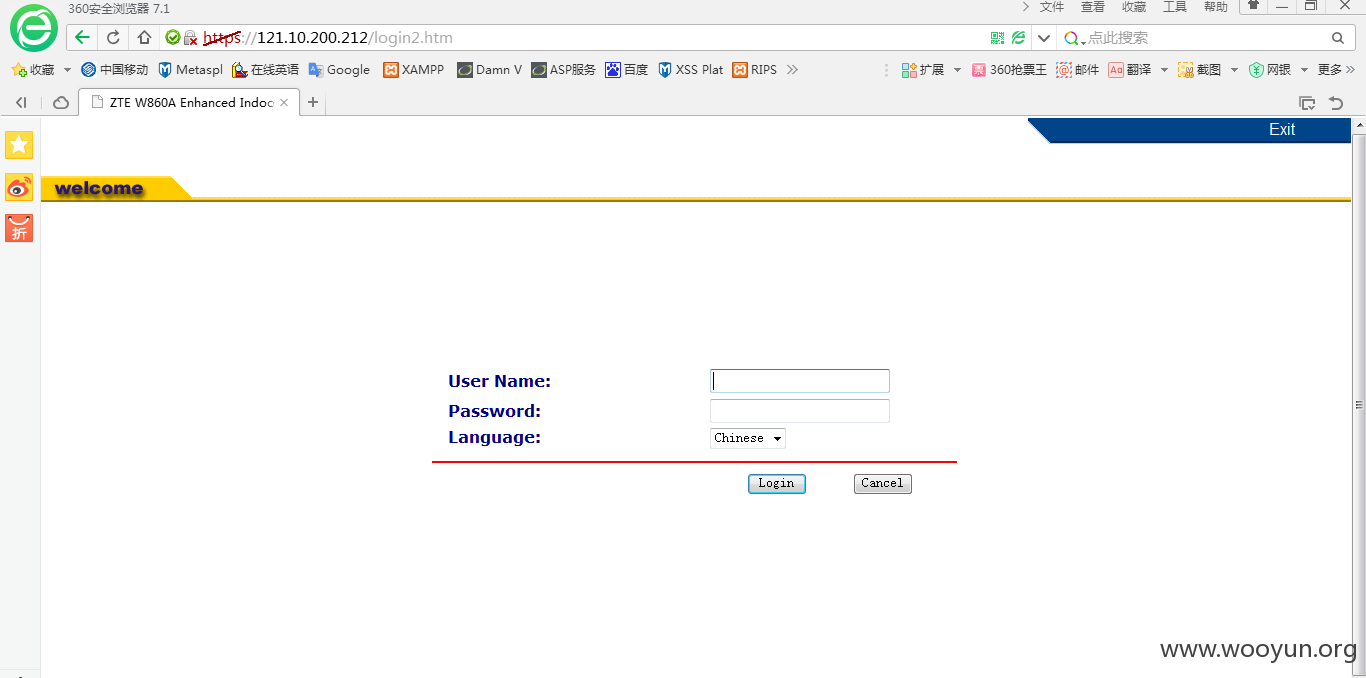 360安全浏览器 7.1
文件 查看 收藏 工具 帮助
https://121.10.200.212/login2.htm
点此搜索
收藏 中国移动 Metaspl 在线英语 Google XAMPP Damn V ASP服务 百度 XSS Plat RIPS
扩展 360抢票王 邮件 翻译 截图 网银 更多
ZTE W860A Enhanced Indoo
Exit
welcome
折
User Name:
Password:
Language: Chinese
Login Cancel
www.wooyun.org